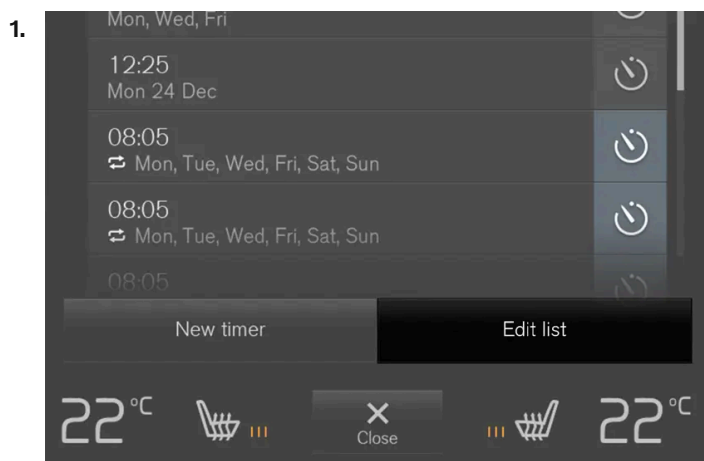 1.
Mon, Wed, Fri
12:25
Mon 24 Dec
08:05
Mon, Tue, Wed, Fri, Sat, Sun
08:05
Mon, Tue, Wed, Fri, Sat, Sun
08:05
New timer
Edit list
22°C
Close
22°C